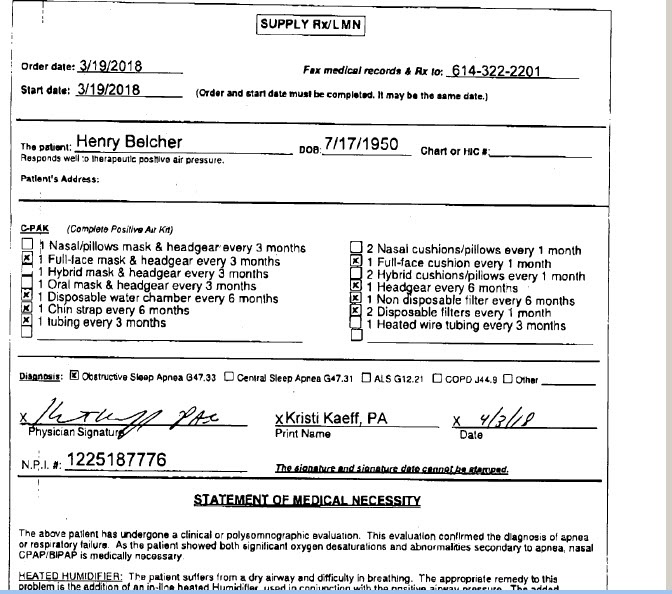 SUPPLY Rx/LMN
Order date: 3/19/2018 Fax medical records & Rx to: 614-322-2201
Start date: 3/19/2018 (Order and start date must be completed. It may be the same date.)
The patient: Henry Belcher DOB: 7/17/1950 Chart or HIC #:
Responds well to therapeutic positive air pressure.
Patient's Address:
C-PAK (Complete Positive Air Kit)
1 Nasal/pillows mask & headgear every 3 months
1 Full-face mask & headgear every 3 months
1 Hybrid mask & headgear every 3 months
1 Oral mask & headgear every 3 months
1 Disposable water chamber every 6 months
1 Chin strap every 6 months
1 tubing every 3 months
2 Nasal cushions/pillows every 1 month
1 Full-face cushion every 1 month
2 Hybrid cushions/pillows every 1 month
1 Headgear every 6 months
1 Non disposable filter every 6 months
2 Disposable filters every 1 month
1 Heated wire tubing every 3 months
Diagnosis: Obstructive Sleep Apnea G47.33 Central Sleep Apnea G47.31 ALS G12.21 COPD J44.9 Other
X PAC X Kristi Kaeff, PA X 4/3/18
Physician Signature Print Name Date
N.P.I. #: 1225187776 The signature and signature date cannot be stamped.
STATEMENT OF MEDICAL NECESSITY
The above patient has undergone a clinical or polysomnographic evaluation. This evaluation confirmed the diagnosis of apnea
or respiratory failure. As the patient showed both significant oxygen desaturations and abnormalities secondary to apnea, nasal
CPAP/BIPAP is medically necessary.
HEATED HUMIDIFIER: The patient suffers from a dry airway and difficulty in breathing. The appropriate remedy to this
problem is the addition of an in-line heated Humidifier, used in conjunction with the positive airway pressure. The added